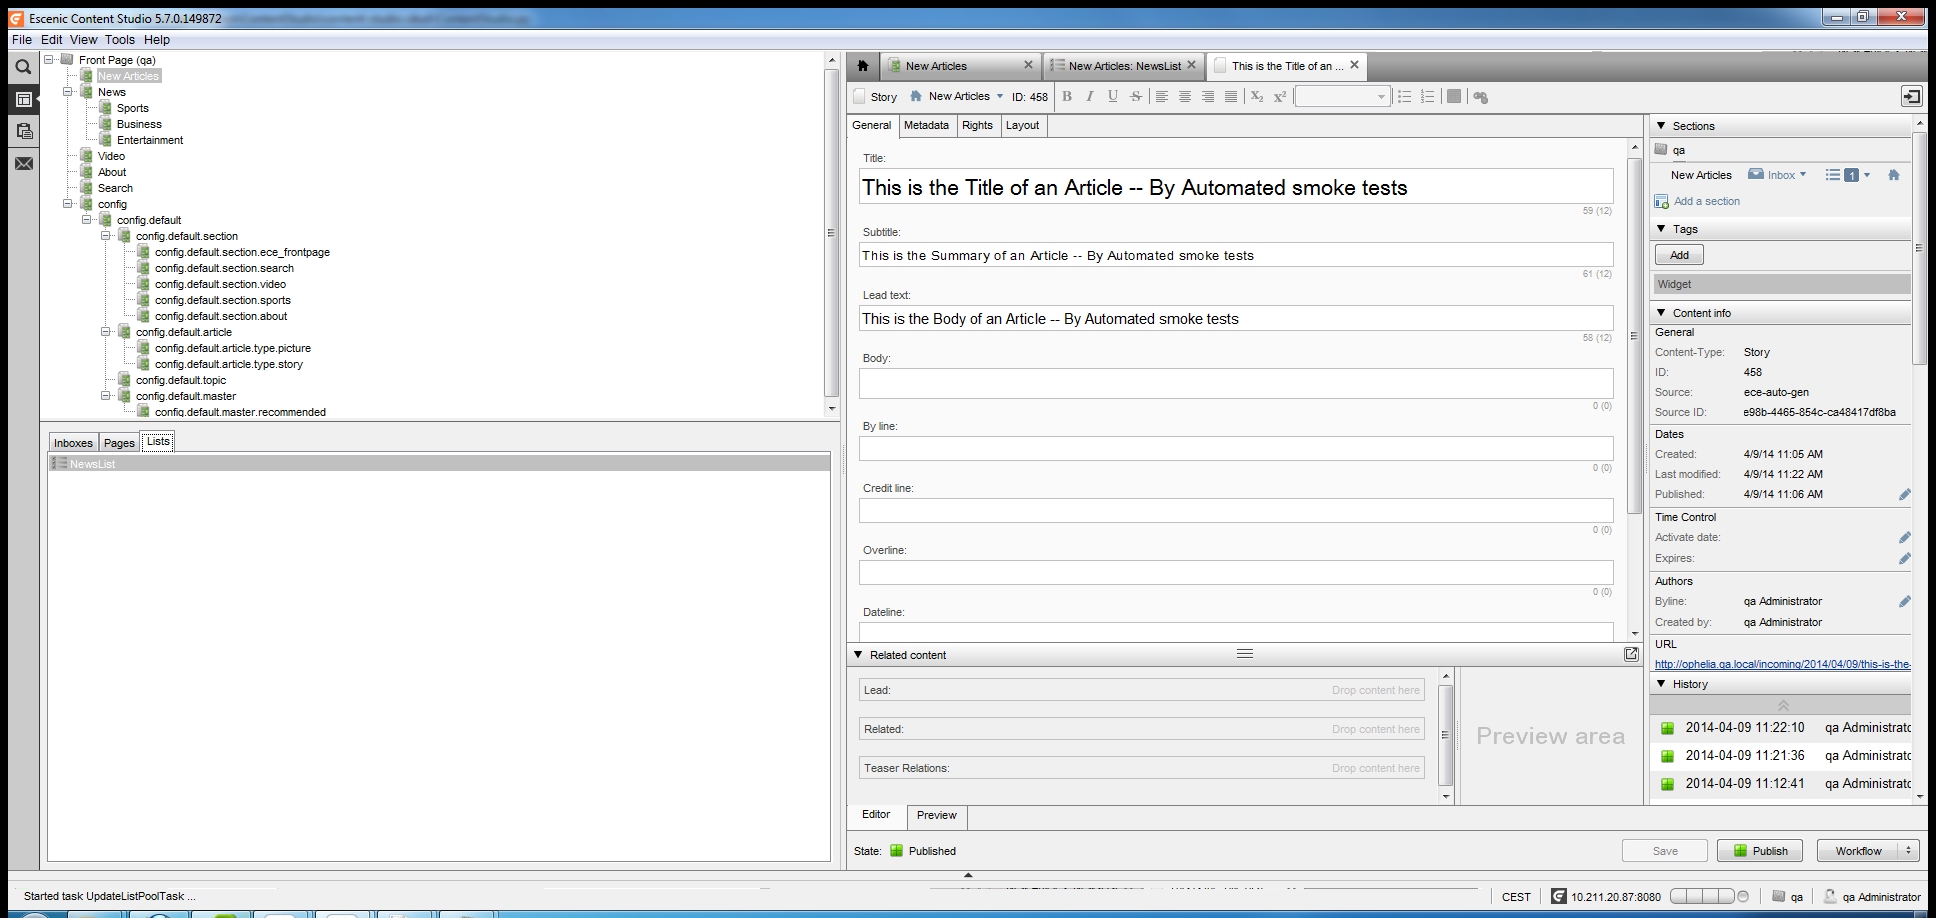 Escenic Content Studio 5.7.0.149872
File Edit View Tools Help
Front Page (qa)
New Articles
News
Sports
Business
Entertainment
Video
About
Search
config
config.default
config.default.section
config.default.section.ece_frontpage
config.default.section.search
config.default.section.video
config.default.section.sports
config.default.section.about
config.default.article
config.default.article.type.picture
config.default.article.type.story
config.default.topic
config.default.master
config.default.master.recommended
Inboxes Pages Lists
NewsList
New Articles New Articles: NewsList This is the Title of an ...
Story New Articles ID: 458 B I U S X2 X2
General Metadata Rights Layout
Title:
This is the Title of an Article -- By Automated smoke tests
59 (12)
Subtitle:
This is the Summary of an Article -- By Automated smoke tests
61 (12)
Lead text:
This is the Body of an Article -- By Automated smoke tests
58 (12)
Body:
0 (0)
By line:
0 (0)
Credit line:
0 (0)
Overline:
0 (0)
Dateline:
Related content
Lead: Drop content here
Related: Drop content here
Teaser Relations: Drop content here
Preview area
Editor Preview
State: Published
Save Publish Workflow
Sections
qa
New Articles Inbox 1
Add a section
Tags
Add
Widget
Content info
General
Content-Type: Story
ID: 458
Source: ece-auto-gen
Source ID: e98b-4465-854c-ca48417df8ba
Dates
Created: 4/9/14 11:05 AM
Last modified: 4/9/14 11:22 AM
Published: 4/9/14 11:06 AM
Time Control
Activate date:
Expires:
Authors
Byline: qa Administrator
Created by: qa Administrator
URL
http://ophelia.qa.local/incoming/2014/04/09/this-is-the-
History
2014-04-09 11:22:10 qa Administratc
2014-04-09 11:21:36 qa Administratc
2014-04-09 11:12:41 qa Administratc
Started task UpdateListPoolTask ...
CEST 10.211.20.87:8080 qa qa Administrator